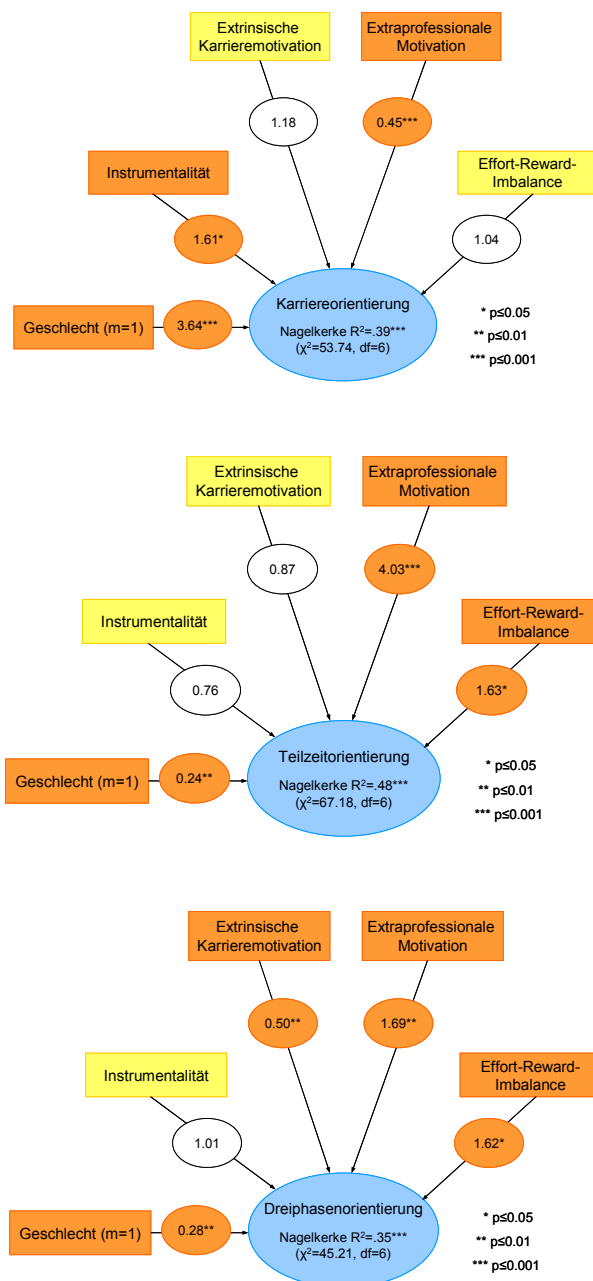 Extrinsische
Karrieremotivation
Extraprofessionale
Motivation
1.18
0.45***
Instrumentalität
Effort-Reward-
Imbalance
1.61*
1.04
Geschlecht (m=1)
3.64***
Karriereorientierung
Nagelkerke R²=.39***
(χ²=53.74, df=6)
* p≤0.05
** p≤0.01
*** p≤0.001
Extrinsische
Karrieremotivation
Extraprofessionale
Motivation
0.87
4.03***
Instrumentalität
Effort-Reward-
Imbalance
0.76
1.63*
Geschlecht (m=1)
0.24**
Teilzeitorientierung
Nagelkerke R²=.48***
(χ²=67.18, df=6)
* p≤0.05
** p≤0.01
*** p≤0.001
Extrinsische
Karrieremotivation
Extraprofessionale
Motivation
0.50**
1.69**
Instrumentalität
Effort-Reward-
Imbalance
1.01
1.62*
Geschlecht (m=1)
0.28**
Dreiphasenorientierung
Nagelkerke R²=.35***
(χ²=45.21, df=6)
* p≤0.05
** p≤0.01
*** p≤0.001